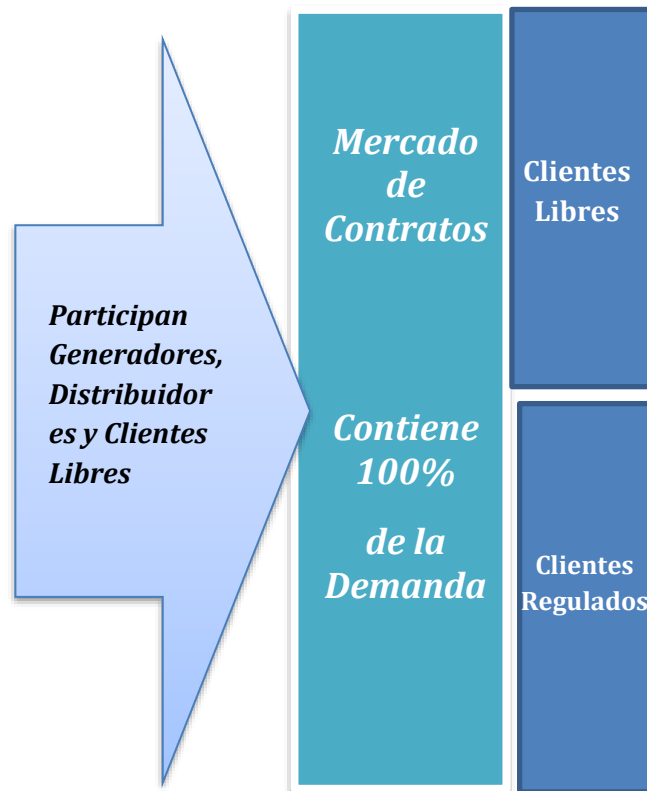 Participan
Generadores,
Distribuidor
es y Clientes
Libres
Mercado
de
Contratos
Contiene
100%
de la
Demanda
Clientes
Libres
Clientes
Regulados